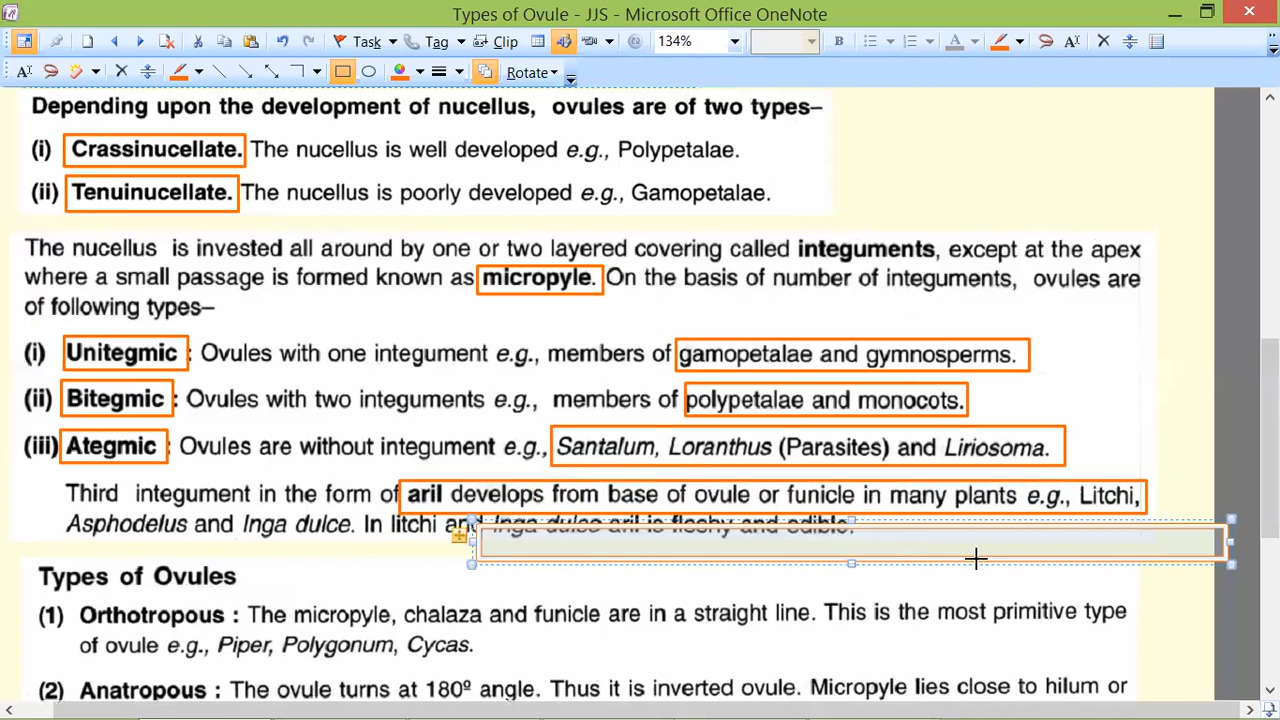 Types of Ovule - JJS - Microsoft Office OneNote
Task Tag Clip 134% B A A
A Rotate
Depending upon the development of nucellus, ovules are of two types–
(i) Crassinucellate. The nucellus is well developed e.g., Polypetalae.
(ii) Tenuinucellate. The nucellus is poorly developed e.g., Gamopetalae.
The nucellus is invested all around by one or two layered covering called integuments, except at the apex
where a small passage is formed known as micropyle. On the basis of number of integuments, ovules are
of following types–
(i) Unitegmic : Ovules with one integument e.g., members of gamopetalae and gymnosperms.
(ii) Bitegmic : Ovules with two integuments e.g., members of polypetalae and monocots.
(iii) Ategmic : Ovules are without integument e.g., Santalum, Loranthus (Parasites) and Liriosoma.
Third integument in the form of aril develops from base of ovule or funicle in many plants e.g., Litchi,
Asphodelus and Inga dulce. In litchi and Inga dulce aril is fleshy and edible.
Types of Ovules
(1) Orthotropous : The micropyle, chalaza and funicle are in a straight line. This is the most primitive type
of ovule e.g., Piper, Polygonum, Cycas.
(2) Anatropous : The ovule turns at 180º angle. Thus it is inverted ovule. Micropyle lies close to hilum or